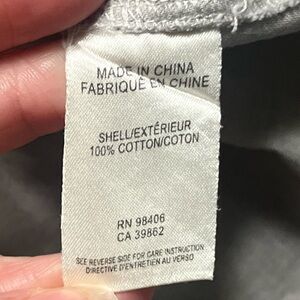 MADE IN CHINA
FABRIQUÉ EN CHINE
SHELL/EXTÉRIEUR
100% COTTON/COTON
RN 98406
CA 39862
SEE REVERSE SIDE FOR CARE INSTRUCTION
DIRECTIVE D'ENTRETIEN AU VERSO